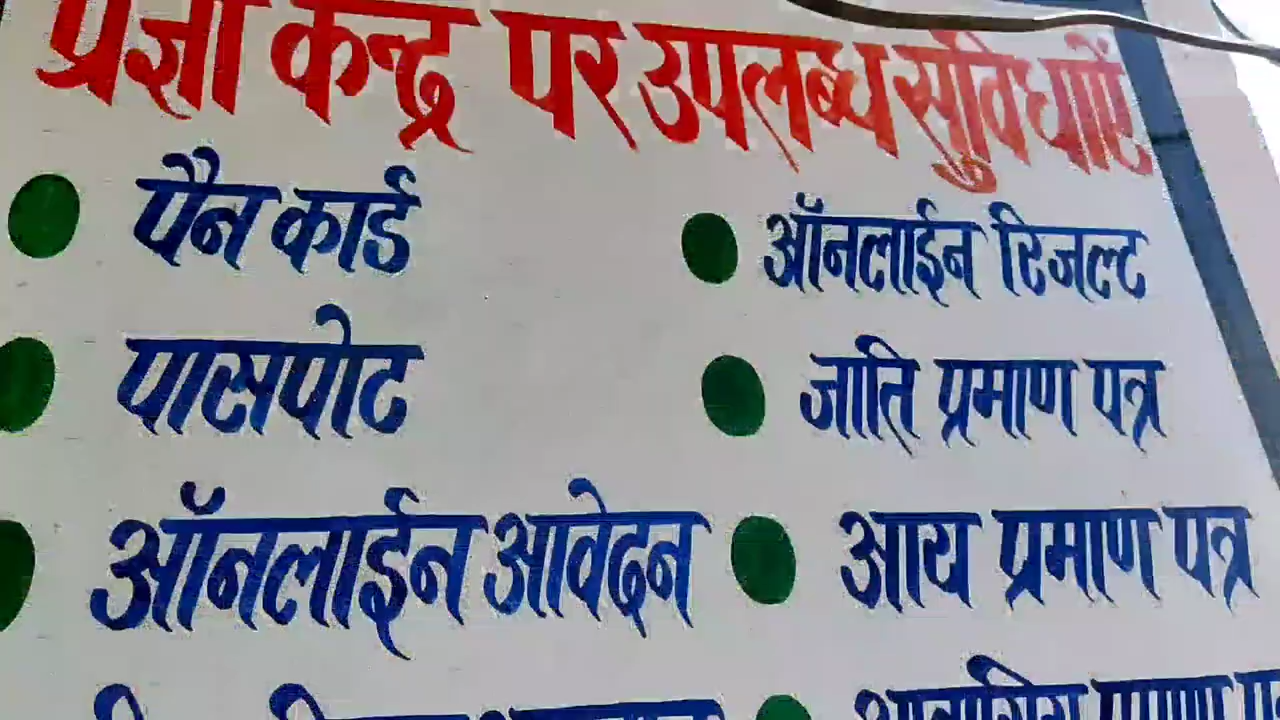 प्रज्ञा केन्द्र पर उपलब्ध सुविधाएँ
पैन कार्ड
ऑनलाईन रिजल्ट
पासपोट
जाति प्रमाण पत्र
ऑनलाईन आवेदन
आय प्रमाण पत्र